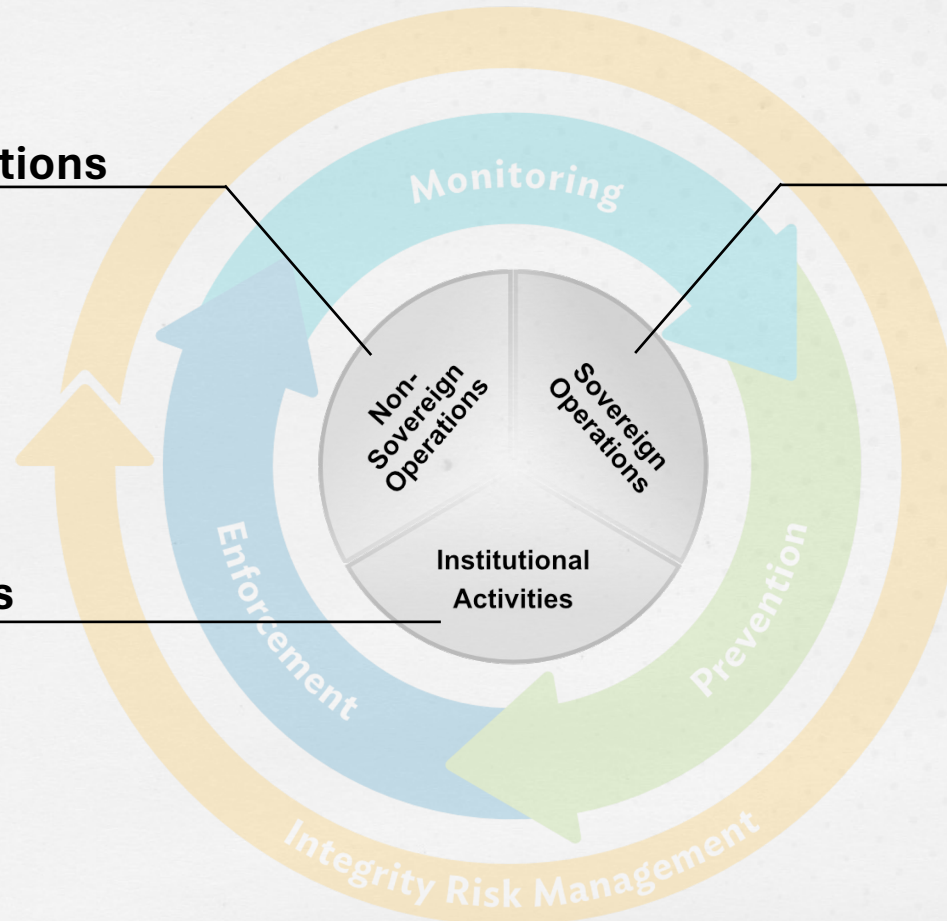 tions
Monitoring
Non-
Sovereign
Operations
Sovereign
Operations
Institutional
Activities
s
Enforcement
Prevention
Integrity Risk Management